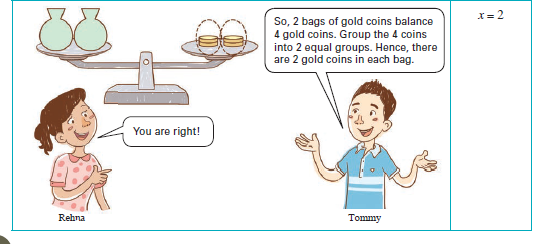 So, 2 bags of gold coins balance
4 gold coins. Group the 4 coins
into 2 equal groups. Hence, there
are 2 gold coins in each bag.
x = 2
You are right!
Rehna
Tommy